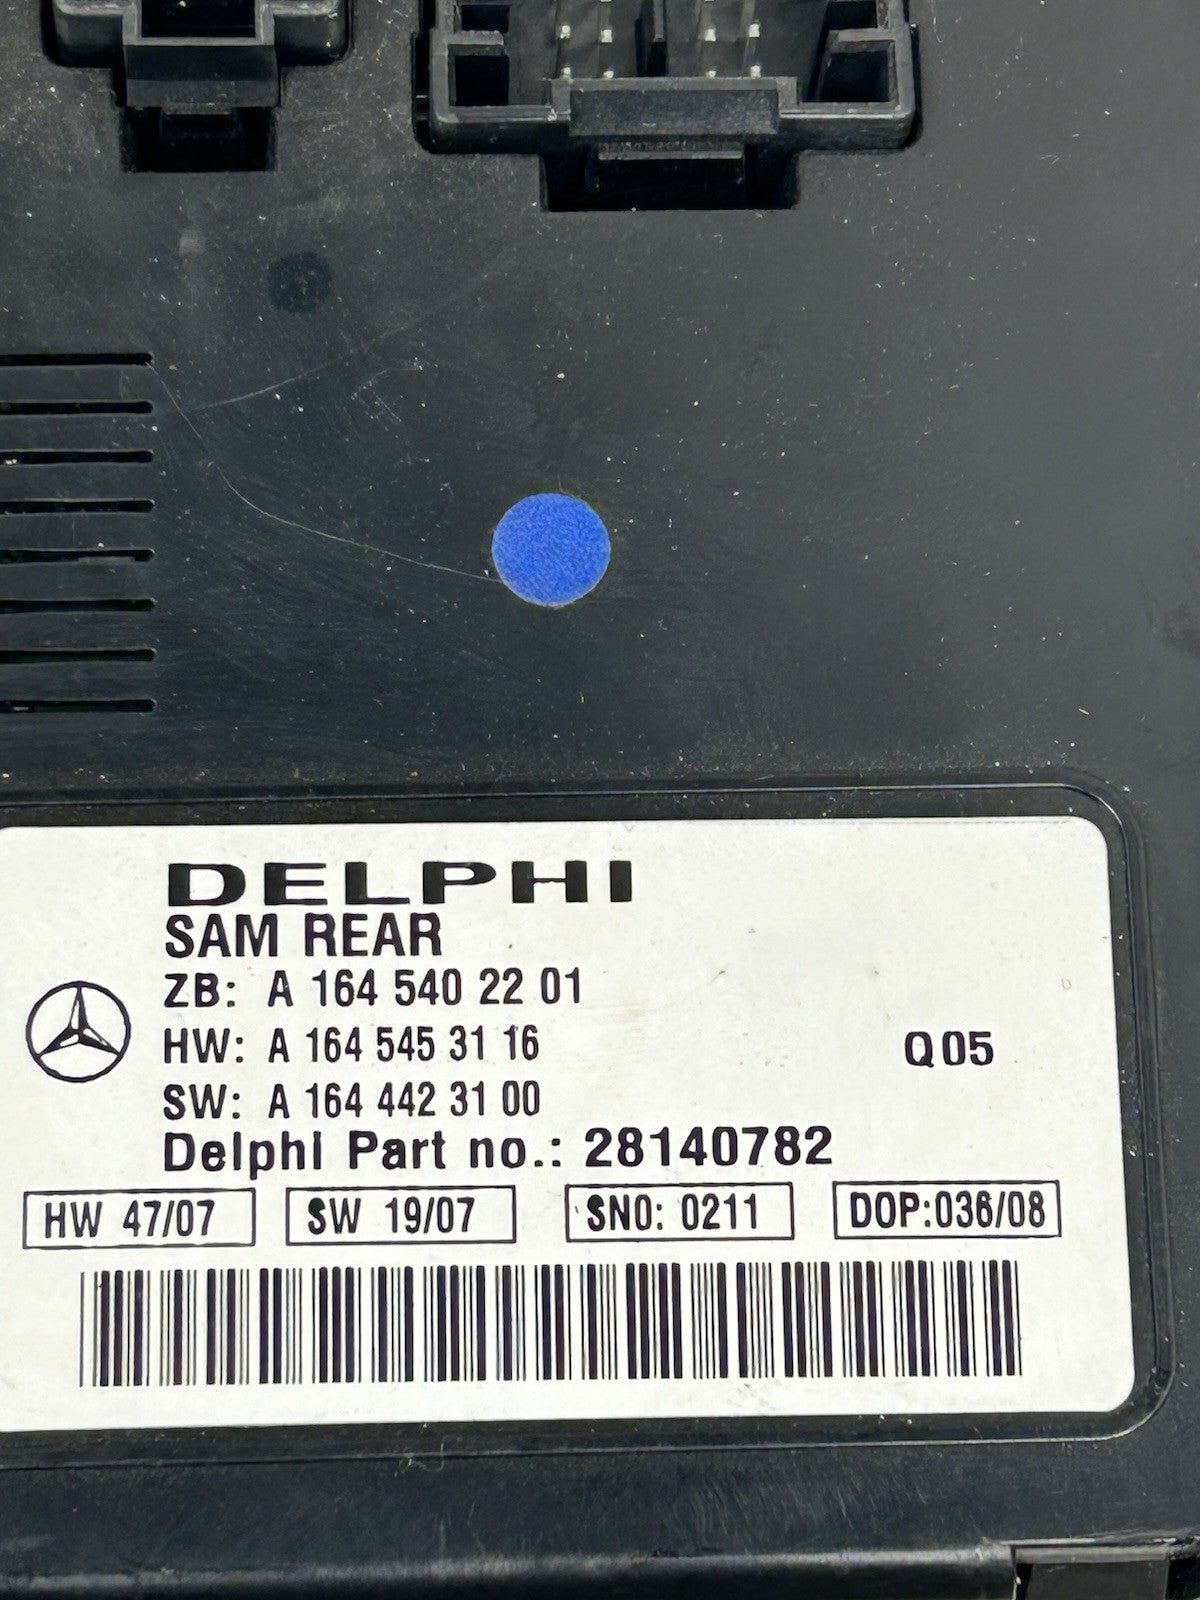 DELPHI
SAM REAR
ZB: A 164 540 22 01
HW: A 164 545 31 16
Q05
SW: A 164 442 31 00
Delphi Part no.: 28140782
HW 47/07
SW 19/07
SNO: 0211
DOP:036/08